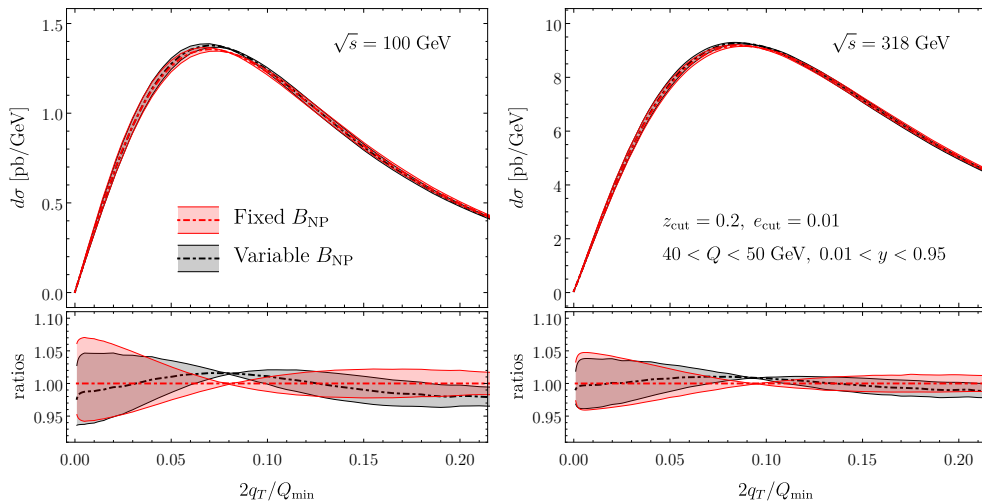 √s = 100 GeV
dσ [pb/GeV]
1.5
1.0
0.5
0.0
Fixed B_NP
Variable B_NP
ratios
1.10
1.05
1.00
0.95
0.00 0.05 0.10 0.15 0.20
2q_T/Q_min
√s = 318 GeV
dσ [pb/GeV]
10
8
6
4
2
0
z_cut = 0.2, e_cut = 0.01
40 < Q < 50 GeV, 0.01 < y < 0.95
ratios
1.10
1.05
1.00
0.95
0.00 0.05 0.10 0.15 0.20
2q_T/Q_min